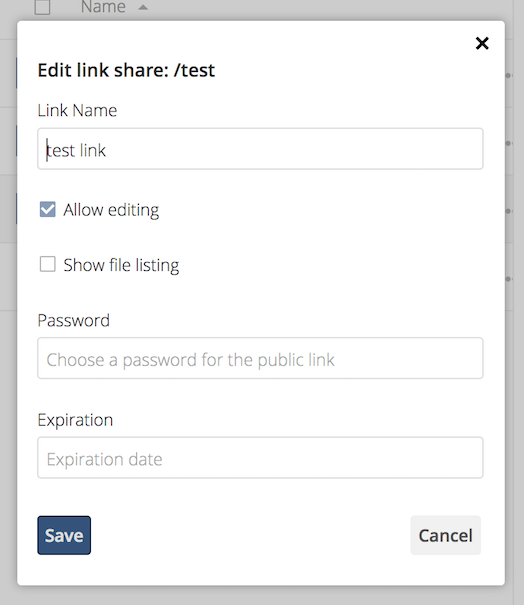 Name
Edit link share: /test
Link Name
test link
Allow editing
Show file listing
Password
Choose a password for the public link
Expiration
Expiration date
Save
Cancel